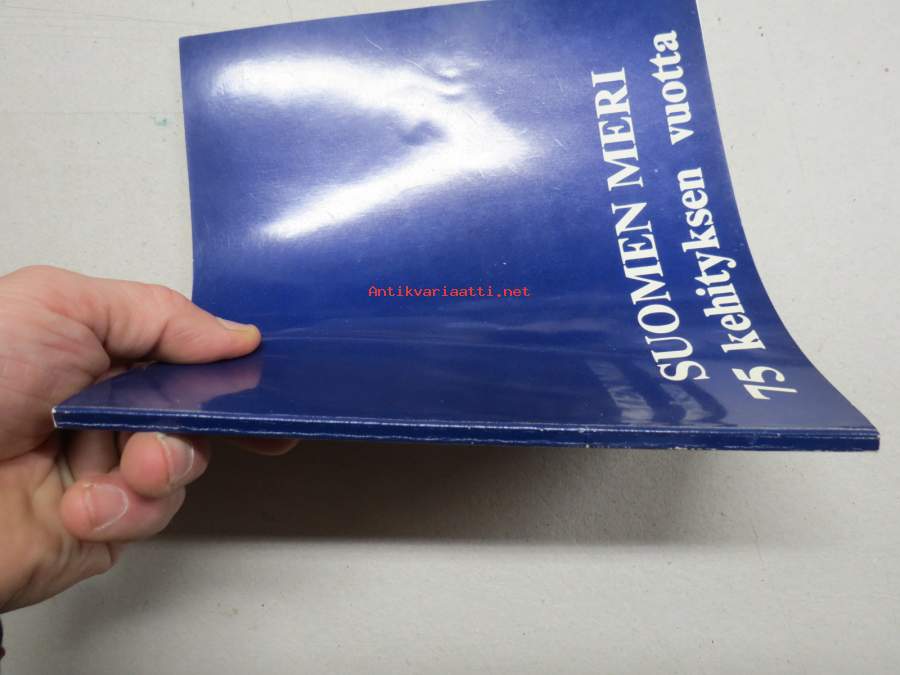 SUOMEN MERI
75 kehityksen vuotta
Antikvariaatti.net